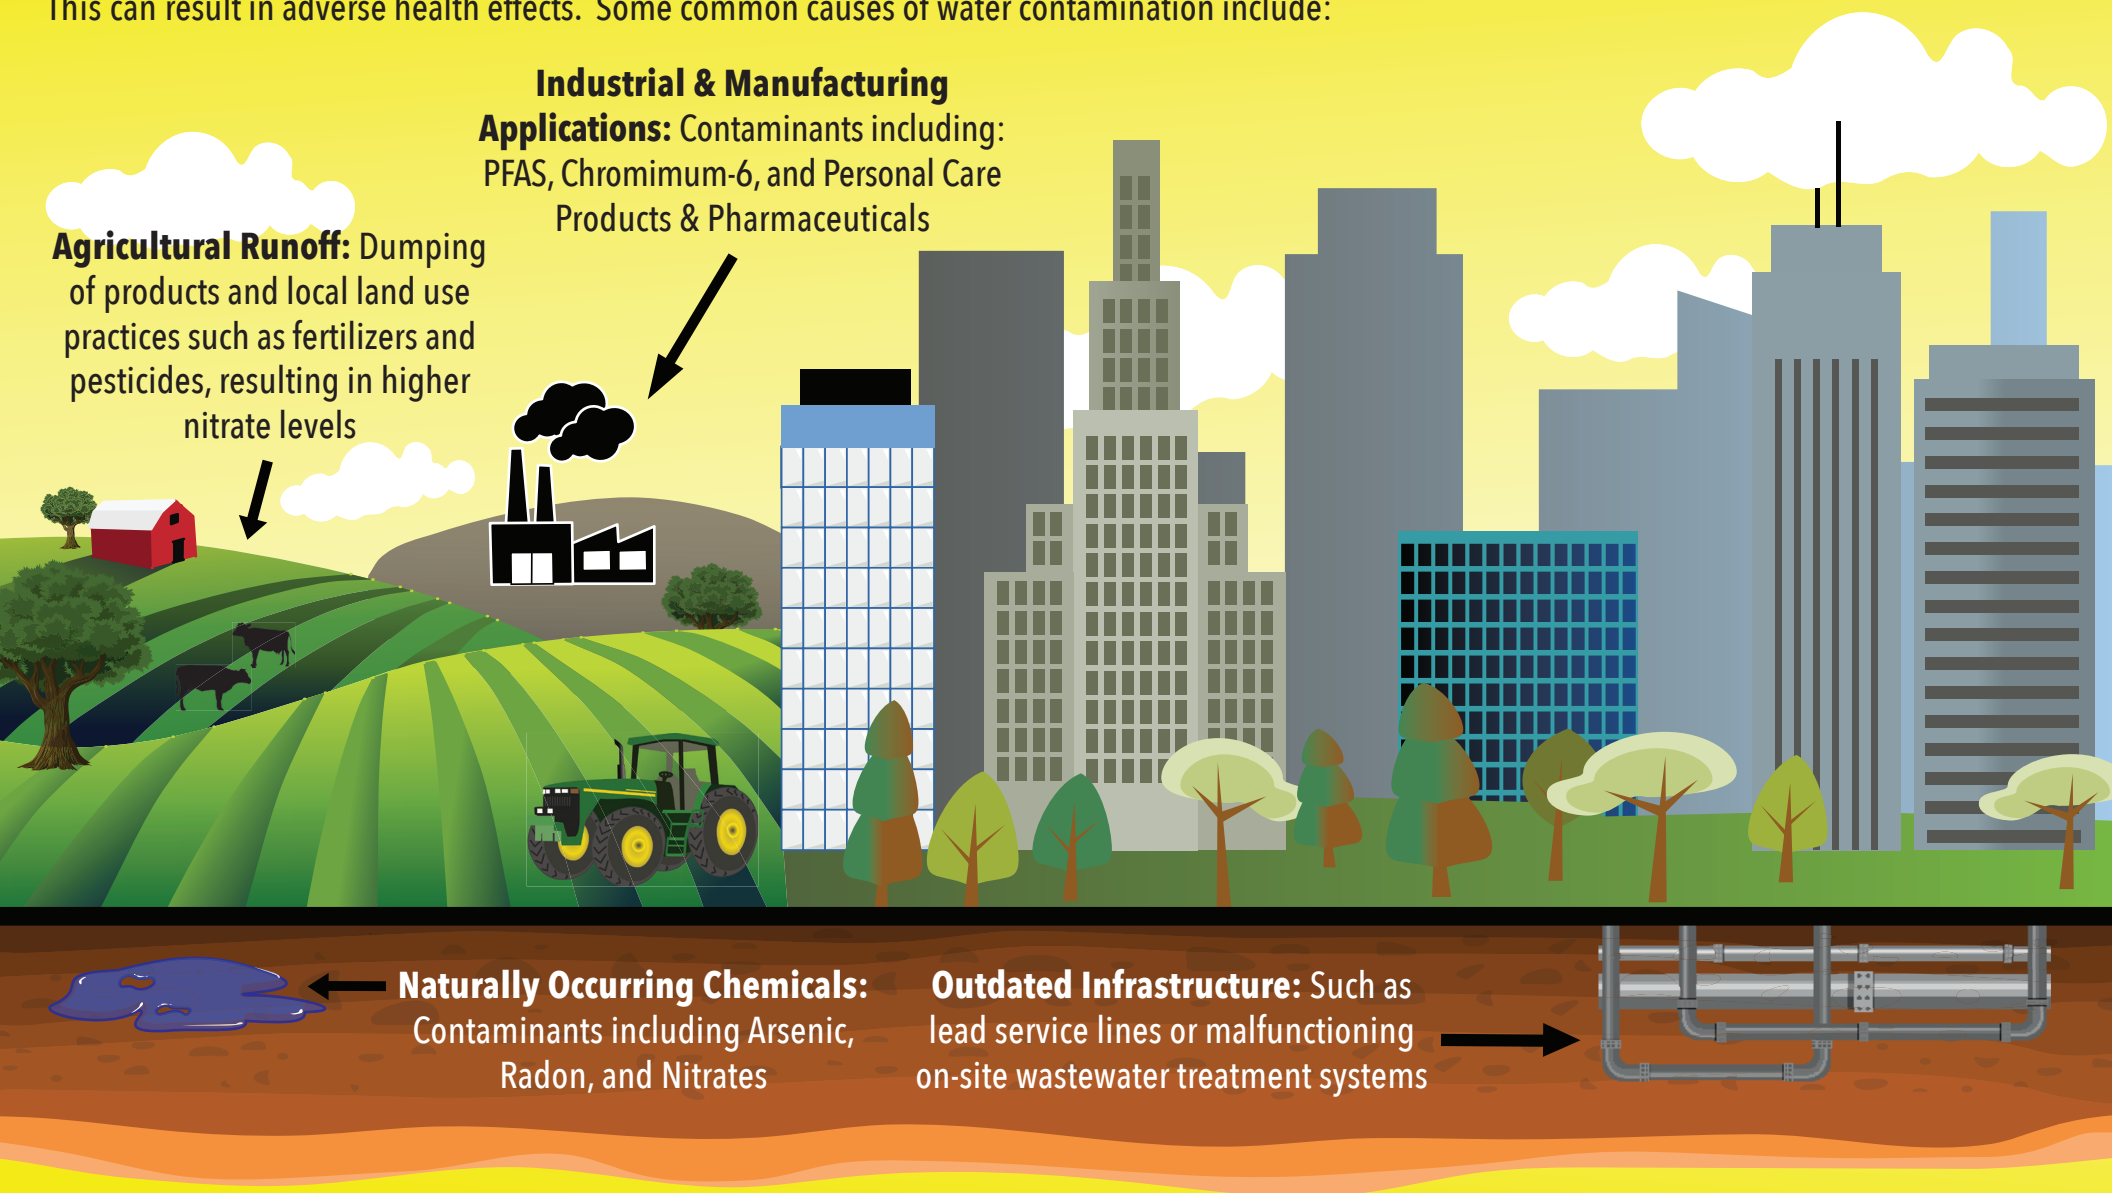 This can result in adverse health effects.  Some common causes of water contamination include:
Industrial & Manufacturing
Applications: Contaminants including:
PFAS, Chromimum-6, and Personal Care
Products & Pharmaceuticals
Agricultural Runoff: Dumping
of products and local land use
practices such as fertilizers and
pesticides, resulting in higher
nitrate levels
Naturally Occurring Chemicals:
Contaminants including Arsenic,
Radon, and Nitrates
Outdated Infrastructure: Such as
lead service lines or malfunctioning
on-site wastewater treatment systems